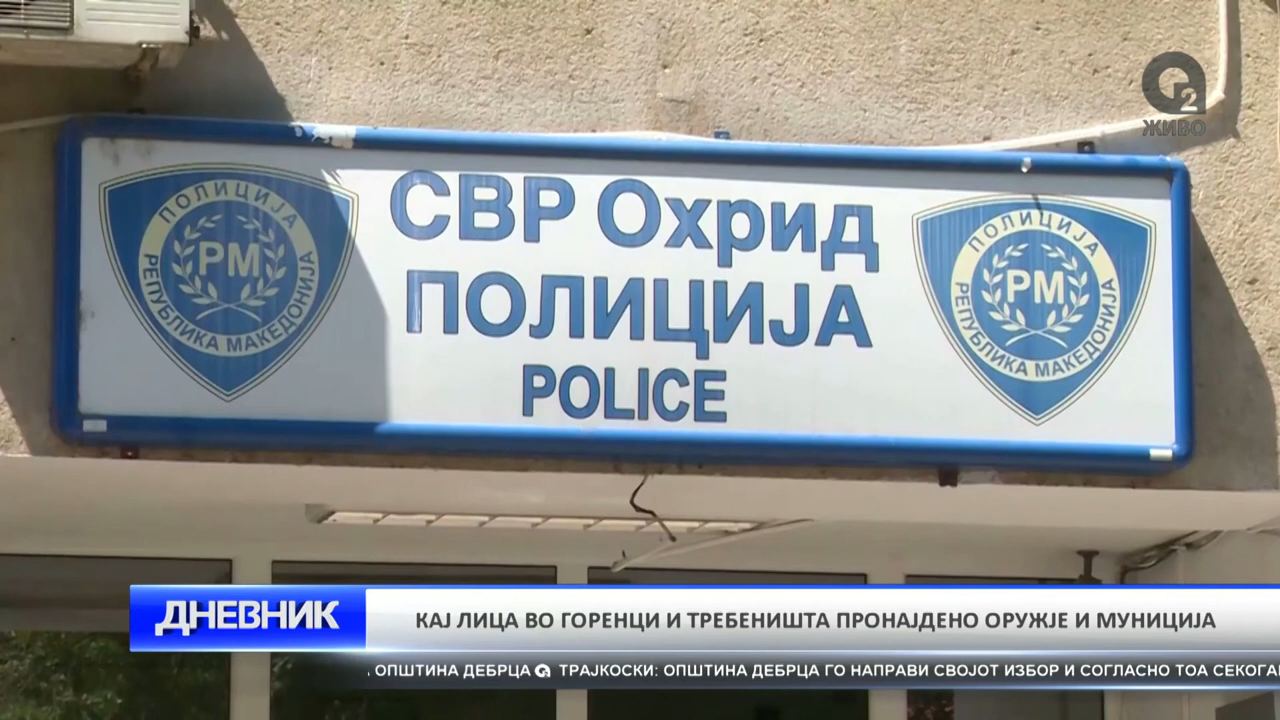 2
ЖИВО
СВР Охрид
ПОЛИЦИЈА
POLICE
ПОЛИЦИЈА
РМ
РЕПУБЛИКА МАКЕДОНИЈА
ПОЛИЦИЈА
РМ
РЕПУБЛИКА МАКЕДОНИЈА
ДНЕВНИК
КАЈ ЛИЦА ВО ГОРЕНЦИ И ТРЕБЕНИШТА ПРОНАЈДЕНО ОРУЖЈЕ И МУНИЦИЈА
ОПШТИНА ДЕБРЦА ТРАЈКОСКИ: ОПШТИНА ДЕБРЦА ГО НАПРАВИ СВОЈОТ ИЗБОР И СОГЛАСНО ТОА